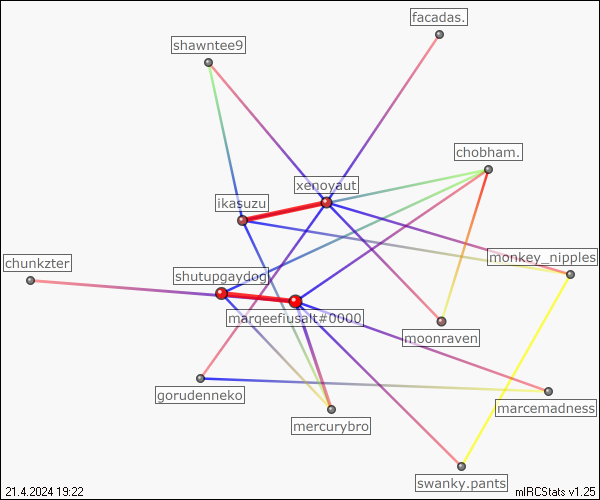 facadas.
shawntee9
chobham.
xenoyaut
ikasuzu
monkey_nipples
chunkzter
shutupgaydog
marqeefiusalt#0000
moonraven
gorudenneko
marcemadness
mercurybro
swanky.pants
21.4.2024 19:22
mIRCStats v1.25